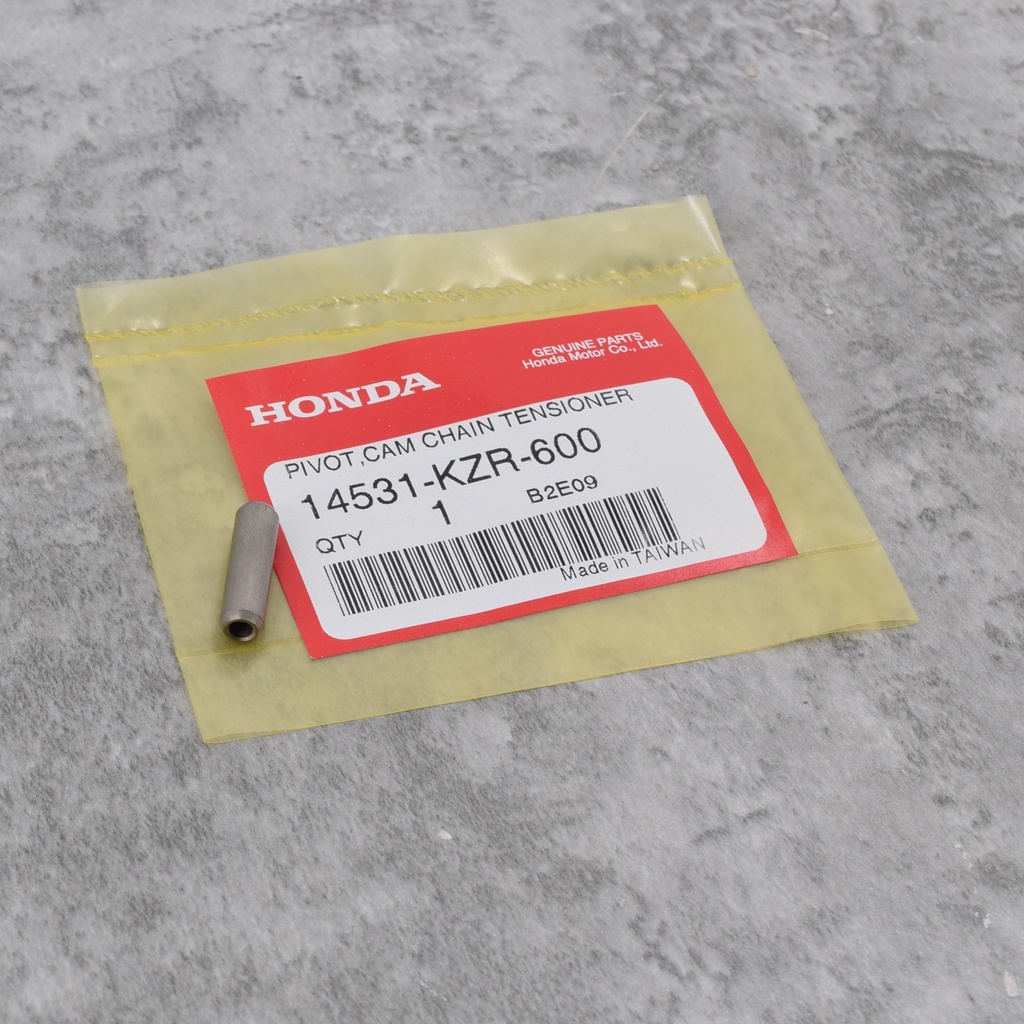 HONDA
GENUINE PARTS
Honda Motor Co., Ltd.
PIVOT,CAM CHAIN TENSIONER
14531-KZR-600
QTY 1 B2E09
Made in TAIWAN